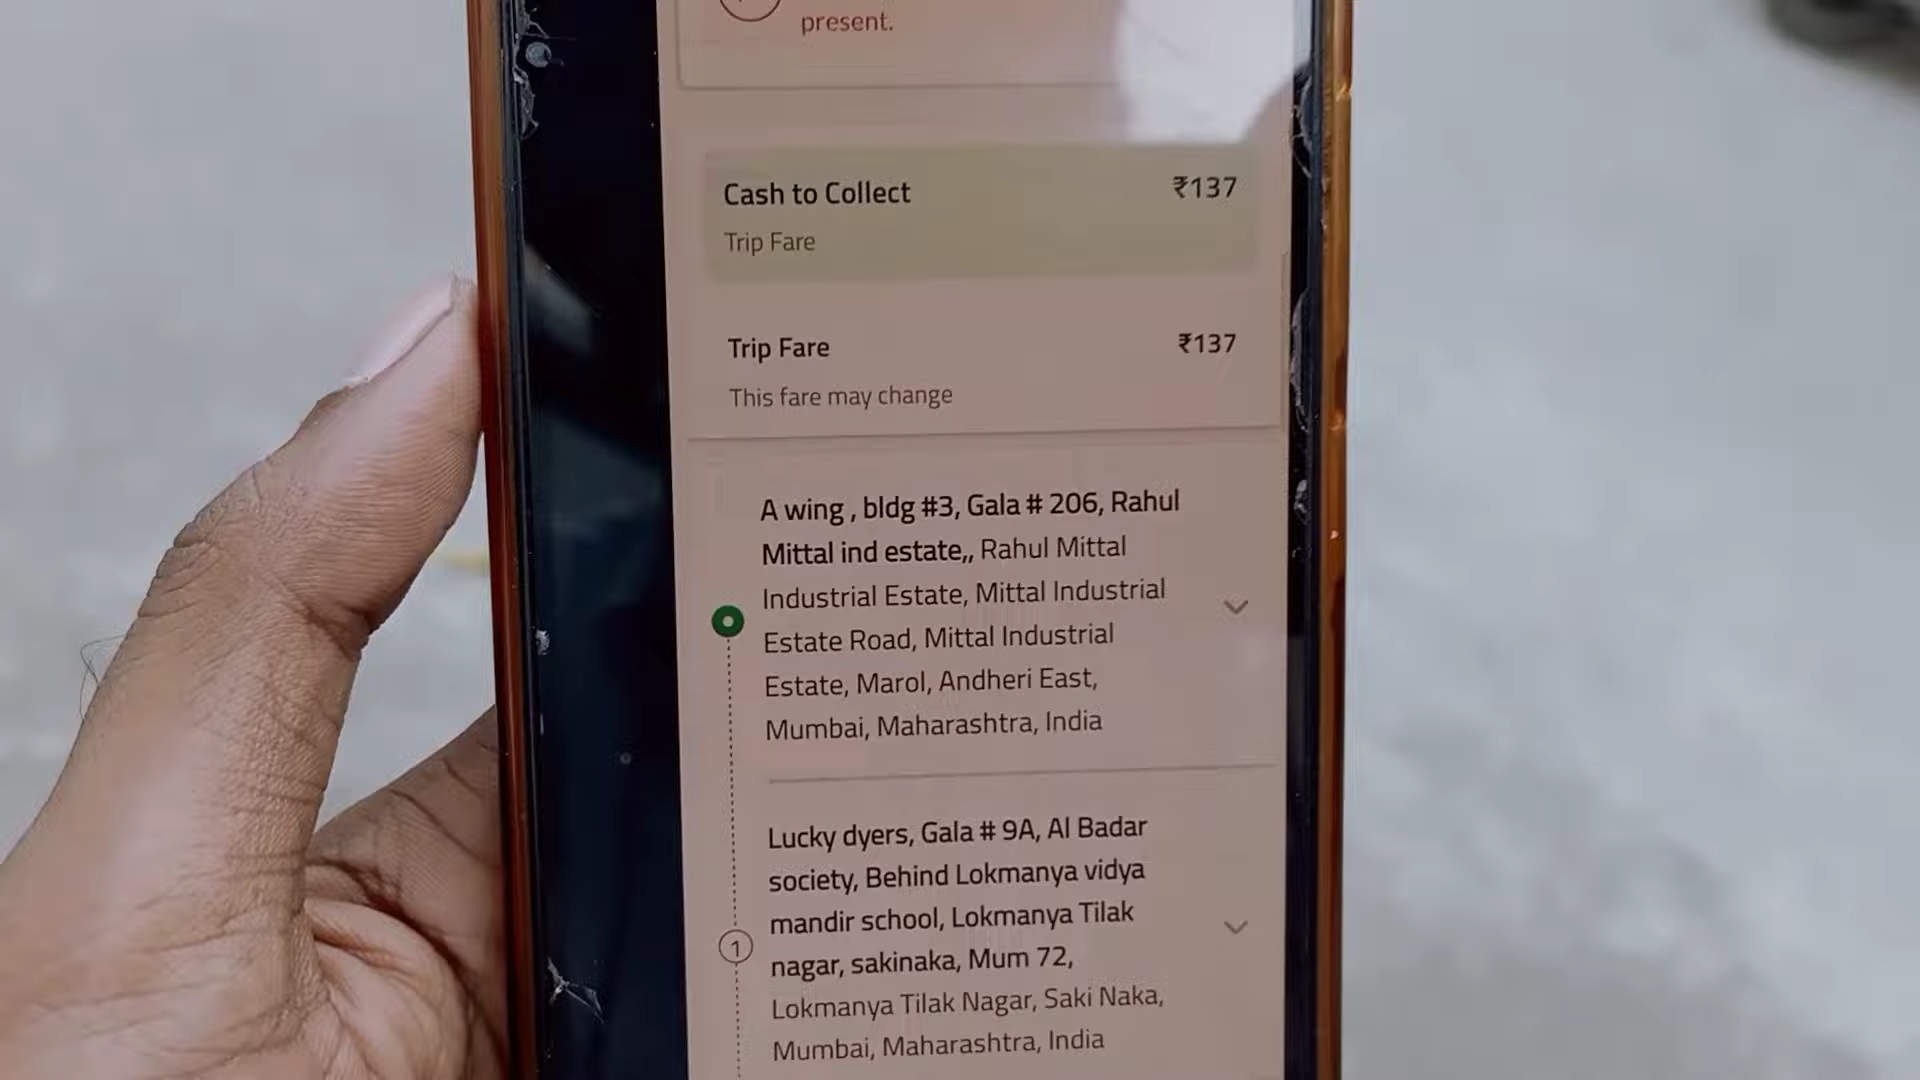 present.
Cash to Collect ₹137
Trip Fare
Trip Fare ₹137
This fare may change
A wing , bldg #3, Gala # 206, Rahul
Mittal ind estate,, Rahul Mittal
Industrial Estate, Mittal Industrial
Estate Road, Mittal Industrial
Estate, Marol, Andheri East,
Mumbai, Maharashtra, India
Lucky dyers, Gala # 9A, Al Badar
society, Behind Lokmanya vidya
mandir school, Lokmanya Tilak
1
nagar, sakinaka, Mum 72,
Lokmanya Tilak Nagar, Saki Naka,
Mumbai, Maharashtra, India